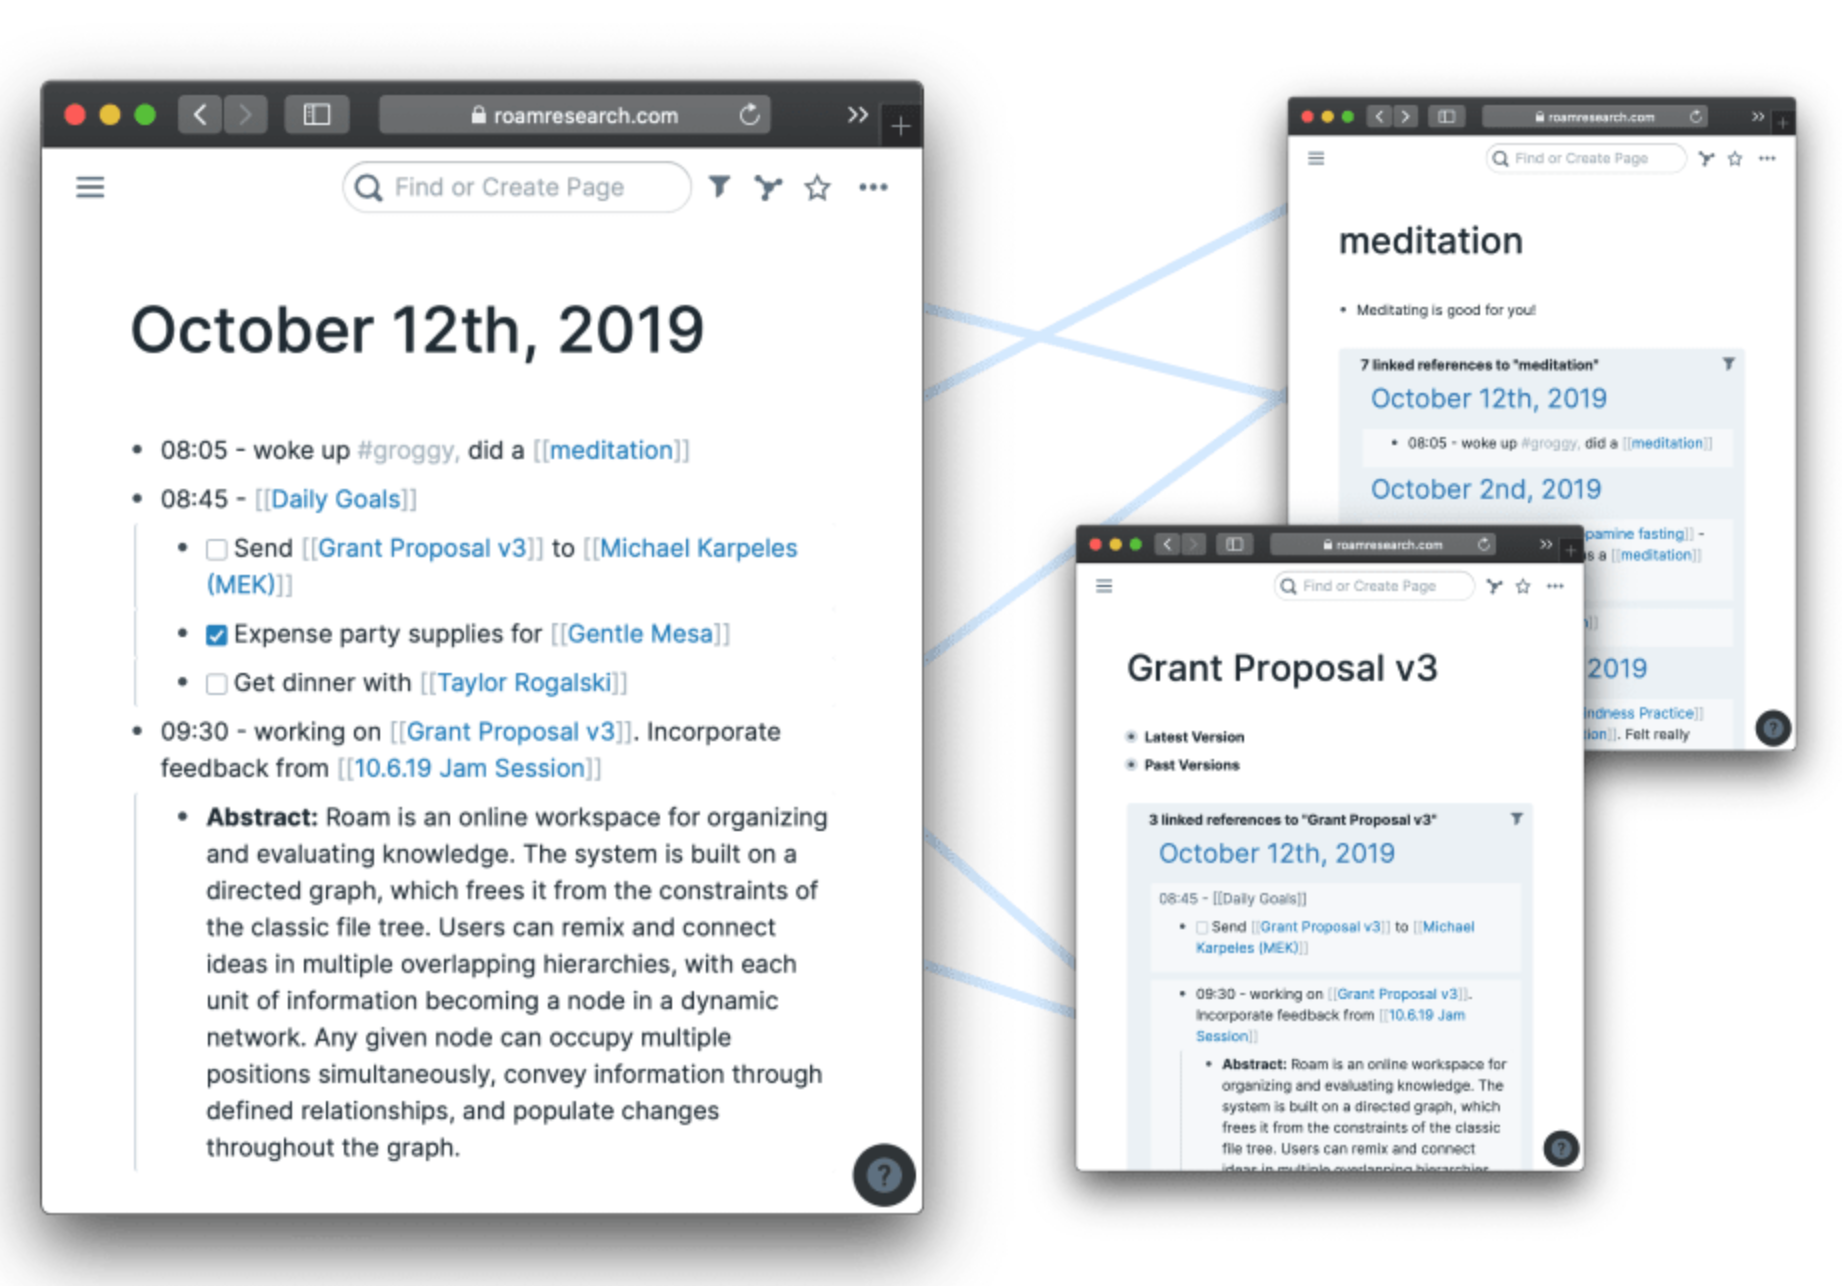 roamresearch.com
Find or Create Page
October 12th, 2019
08:05 - woke up #groggy, did a [[meditation]]
08:45 - [[Daily Goals]]
Send [[Grant Proposal v3]] to [[Michael Karpeles
(MEK)]]
Expense party supplies for [[Gentle Mesa]]
Get dinner with [[Taylor Rogalski]]
09:30 - working on [[Grant Proposal v3]]. Incorporate
feedback from [[10.6.19 Jam Session]]
Abstract: Roam is an online workspace for organizing
and evaluating knowledge. The system is built on a
directed graph, which frees it from the constraints of
the classic file tree. Users can remix and connect
ideas in multiple overlapping hierarchies, with each
unit of information becoming a node in a dynamic
network. Any given node can occupy multiple
positions simultaneously, convey information through
defined relationships, and populate changes
throughout the graph.
?
roamresearch.com
Find or Create Page
meditation
Meditating is good for you!
7 linked references to "meditation"
October 12th, 2019
08:05 - woke up #groggy, did a [[meditation]]
October 2nd, 2019
fasting]] -
a [[meditation]]
2019
Practice]]
Felt really
?
roamresearch.com
Find or Create Page
Grant Proposal v3
Latest Version
Past Versions
3 linked references to "Grant Proposal v3"
October 12th, 2019
08:45 - [[Daily Goals]]
Send [[Grant Proposal v3]] to [[Michael
Karpeles (MEK)]]
09:30 - working on [[Grant Proposal v3]].
Incorporate feedback from [[10.6.19 Jam
Session]]
Abstract: Roam is an online workspace for
organizing and evaluating knowledge. The
system is built on a directed graph, which
frees it from the constraints of the classic
file tree. Users can remix and connect
ideas in multiple overlapping hierarchies
?